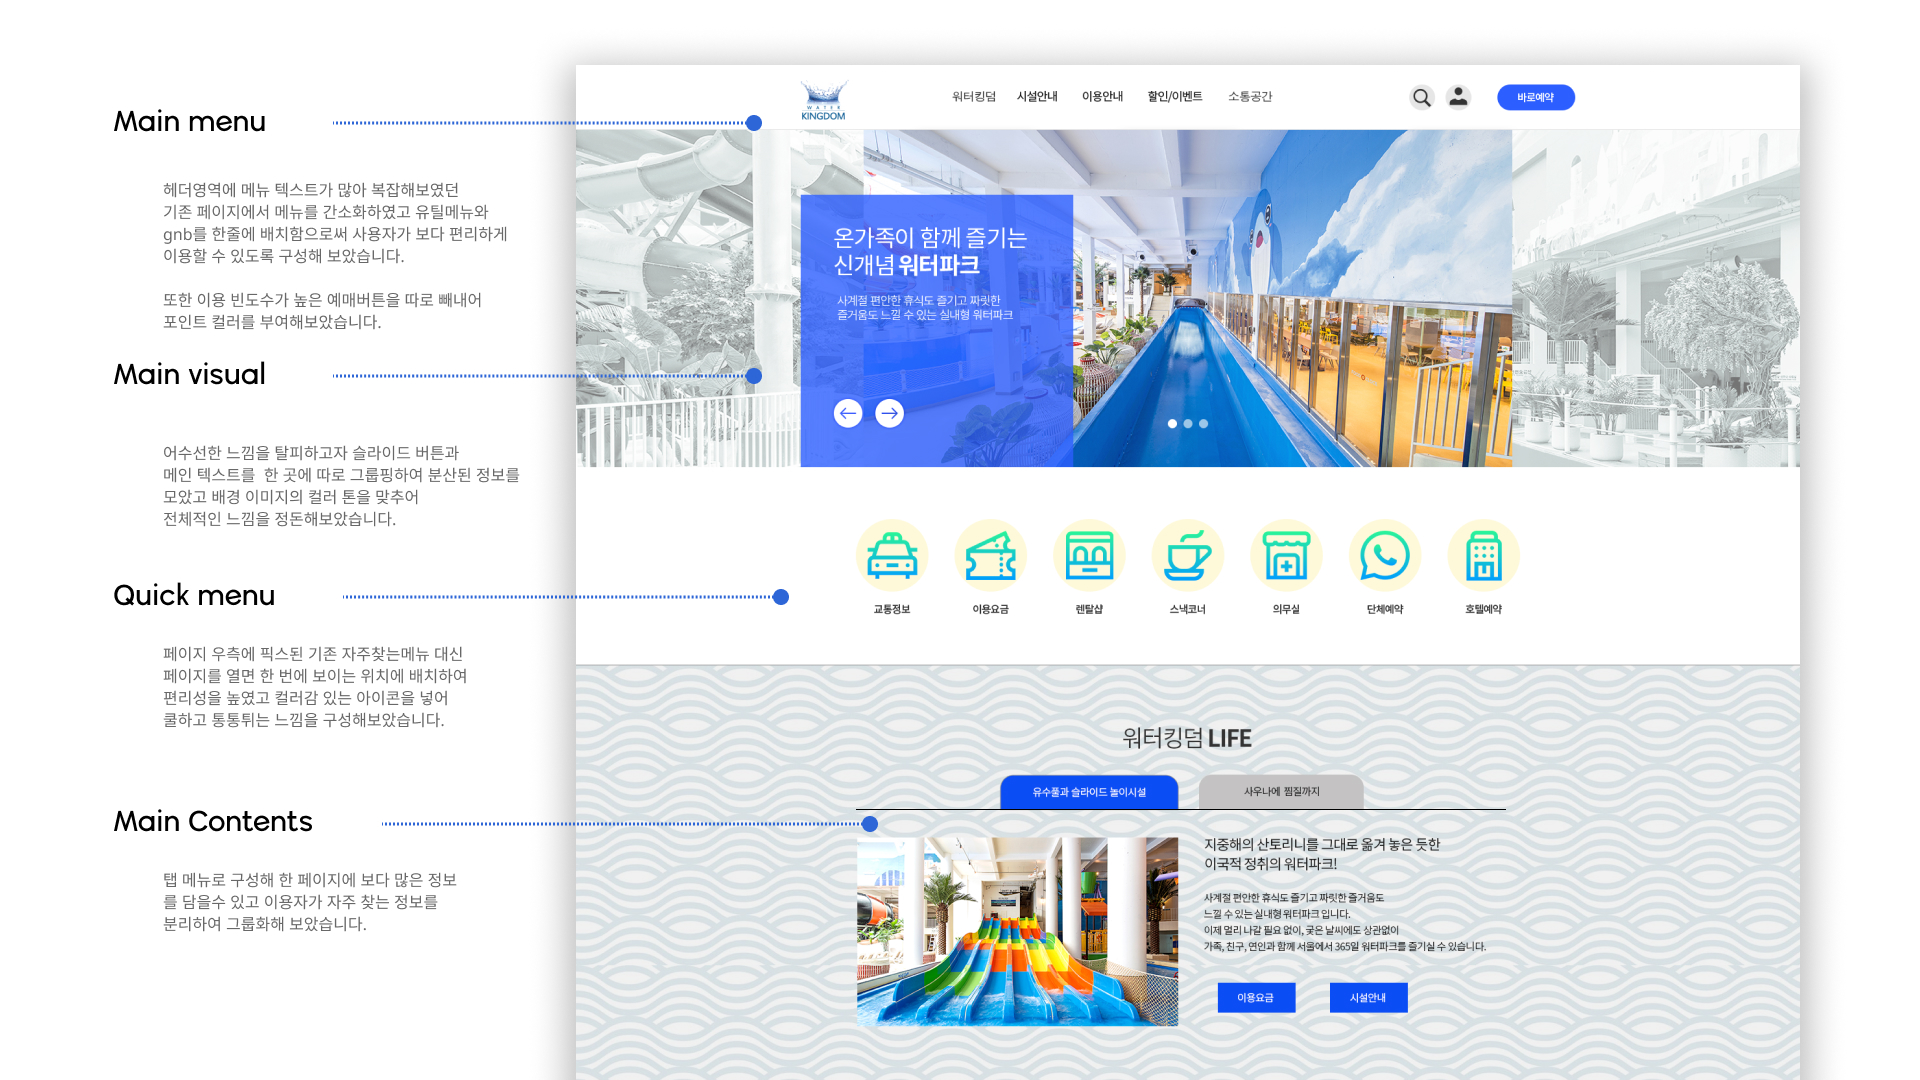 Main menu
헤더영역에 메뉴 텍스트가 많아 복잡해보였던
기존 페이지에서 메뉴를 간소화하였고 유틸메뉴와
gnb를 한줄에 배치함으로써 사용자가 보다 편리하게
이용할 수 있도록 구성해 보았습니다.
또한 이용 빈도수가 높은 예매버튼을 따로 빼내어
포인트 컬러를 부여해보았습니다.
Main visual
어수선한 느낌을 탈피하고자 슬라이드 버튼과
메인 텍스트를 한 곳에 따로 그룹핑하여 분산된 정보를
모았고 배경 이미지의 컬러 톤을 맞추어
전체적인 느낌을 정돈해보았습니다.
Quick menu
페이지 우측에 픽스된 기존 자주찾는메뉴 대신
페이지를 열면 한 번에 보이는 위치에 배치하여
편리성을 높였고 컬러감 있는 아이콘을 넣어
쿨하고 통통튀는 느낌을 구성해보았습니다.
Main Contents
탭 메뉴로 구성해 한 페이지에 보다 많은 정보
를 담을수 있고 이용자가 자주 찾는 정보를
분리하여 그룹화해 보았습니다.
WATER
KINGDOM
워터킹덤 시설안내 이용안내 할인/이벤트 소통공간
바로예약
온가족이 함께 즐기는
신개념 워터파크
사계절 편안한 휴식도 즐기고 짜릿한
즐거움도 느낄 수 있는 실내형 워터파크
교통정보 이용요금 렌탈샵 스낵코너 의무실 단체예약 호텔예약
워터킹덤 LIFE
유수풀과 슬라이드 놀이시설 사우나에 찜질까지
지중해의 산토리니를 그대로 옮겨 놓은 듯한
이국적 정취의 워터파크!
사계절 편안한 휴식도 즐기고 짜릿한 즐거움도
느낄 수 있는 실내형 워터파크 입니다.
이제 멀리 나갈 필요 없이, 궂은 날씨에도 상관없이
가족, 친구, 연인과 함께 서울에서 365일 워터파크를 즐기실 수 있습니다.
이용요금 시설안내